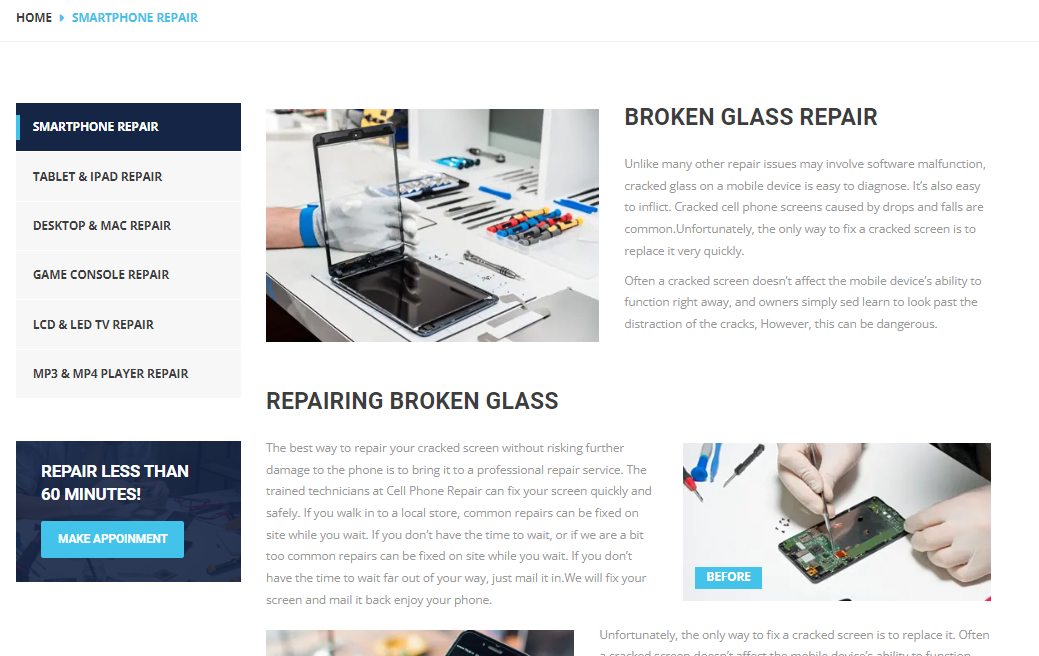 HOME SMARTPHONE REPAIR
SMARTPHONE REPAIR
TABLET & IPAD REPAIR
DESKTOP & MAC REPAIR
GAME CONSOLE REPAIR
LCD & LED TV REPAIR
MP3 & MP4 PLAYER REPAIR
REPAIR LESS THAN
60 MINUTES!
MAKE APPOINMENT
BROKEN GLASS REPAIR
Unlike many other repair issues may involve software malfunction,
cracked glass on a mobile device is easy to diagnose. It's also easy
to inflict. Cracked cell phone screens caused by drops and falls are
common.Unfortunately, the only way to fix a cracked screen is to
replace it very quickly.
Often a cracked screen doesn't affect the mobile device's ability to
function right away, and owners simply sed learn to look past the
distraction of the cracks, However, this can be dangerous.
REPAIRING BROKEN GLASS
The best way to repair your cracked screen without risking further
damage to the phone is to bring it to a professional repair service. The
trained technicians at Cell Phone Repair can fix your screen quickly and
safely. If you walk in to a local store, common repairs can be fixed on
site while you wait. If you don't have the time to wait, or if we are a bit
too common repairs can be fixed on site while you wait. If you don't
have the time to wait far out of your way, just mail it in.We will fix your
screen and mail it back enjoy your phone.
BEFORE
Unfortunately, the only way to fix a cracked screen is to replace it. Often
a cracked screen doesn't affect the mobile device's ability to function